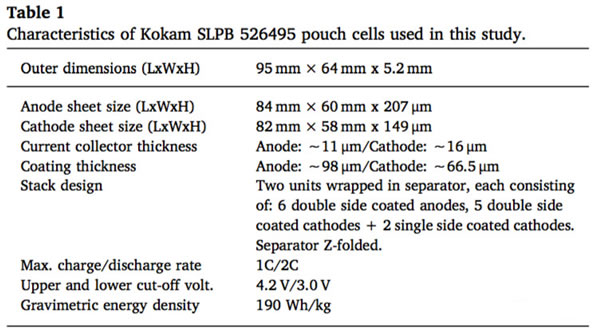 Table 1
Characteristics of Kokam SLPB 526495 pouch cells used in this study.
Outer dimensions (LxWxH) 95 mm × 64 mm x 5.2 mm
Anode sheet size (LxWxH) 84 mm × 60 mm x 207 μm
Cathode sheet size (LxWxH) 82 mm × 58 mm x 149 μm
Current collector thickness Anode: ~11 μm/Cathode: ~16 μm
Coating thickness Anode: ~98 μm/Cathode: ~66.5 μm
Stack design Two units wrapped in separator, each consisting
of: 6 double side coated anodes, 5 double side
coated cathodes + 2 single side coated cathodes.
Separator Z-folded.
Max. charge/discharge rate 1C/2C
Upper and lower cut-off volt. 4.2 V/3.0 V
Gravimetric energy density 190 Wh/kg